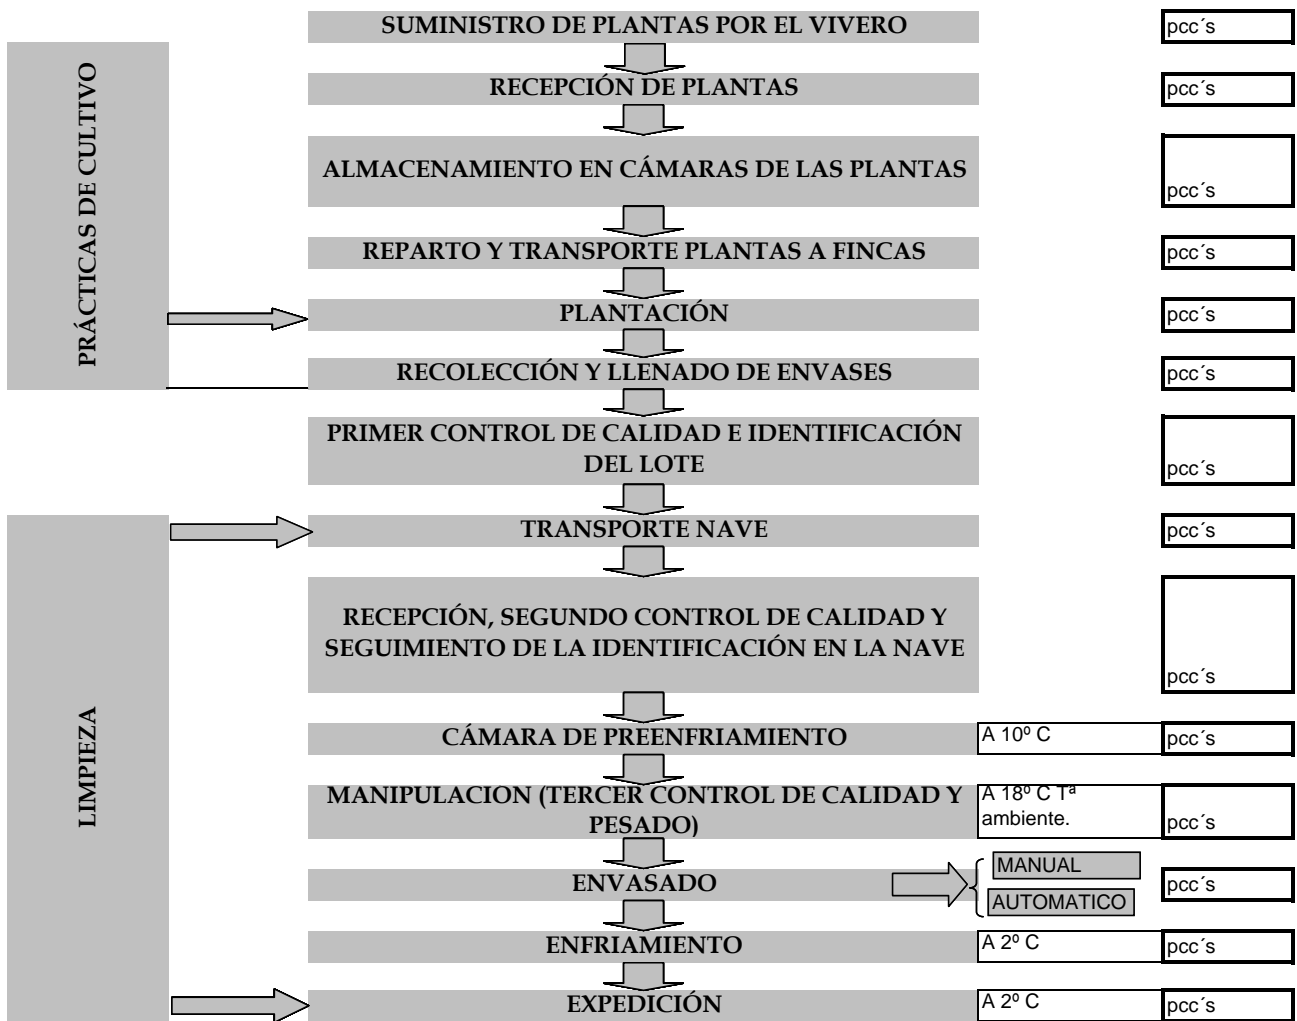 SUMINISTRO DE PLANTAS POR EL VIVERO
pcc´s
PRÁCTICAS DE CULTIVO
RECEPCIÓN DE PLANTAS
pcc´s
ALMACENAMIENTO EN CÁMARAS DE LAS PLANTAS
pcc´s
REPARTO Y TRANSPORTE PLANTAS A FINCAS
pcc´s
PLANTACIÓN
pcc´s
RECOLECCIÓN Y LLENADO DE ENVASES
pcc´s
PRIMER CONTROL DE CALIDAD E IDENTIFICACIÓN
DEL LOTE
pcc´s
LIMPIEZA
TRANSPORTE NAVE
pcc´s
RECEPCIÓN, SEGUNDO CONTROL DE CALIDAD Y
SEGUIMIENTO DE LA IDENTIFICACIÓN EN LA NAVE
pcc´s
CÁMARA DE PREENFRIAMIENTO
A 10º C
pcc´s
MANIPULACION (TERCER CONTROL DE CALIDAD Y
PESADO)
A 18º C Tª
ambiente.
pcc´s
ENVASADO
MANUAL
AUTOMATICO
pcc´s
ENFRIAMIENTO
A 2º C
pcc´s
EXPEDICIÓN
A 2º C
pcc´s